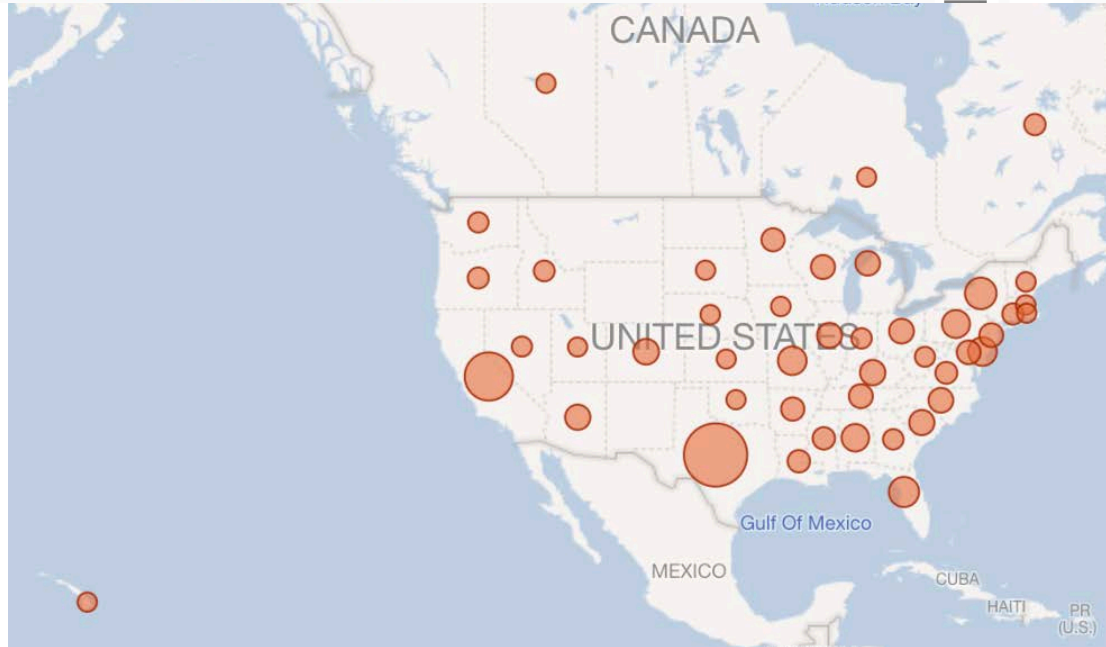 CANADA
UNITED STATES
Gulf Of Mexico
MEXICO
CUBA
HAITI
PR
(U.S.)